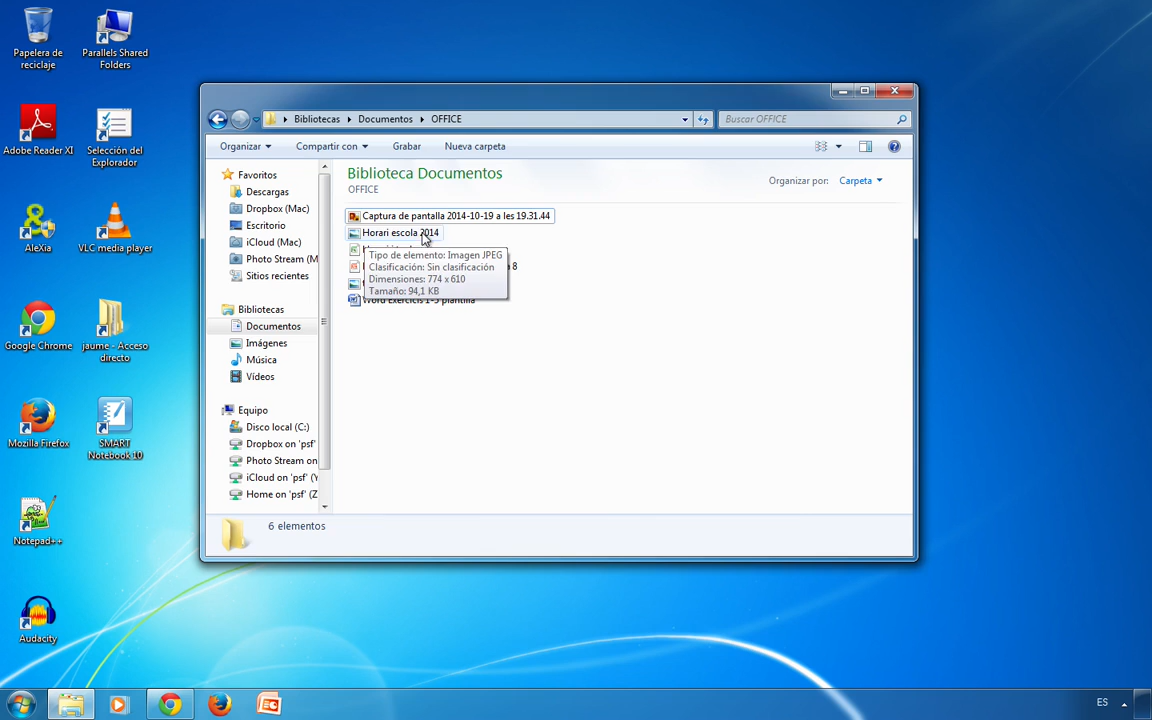 Papelera de
reciclaje
Parallels Shared
Folders
Adobe Reader XI
Selección del
Explorador
AleXia
VLC media player
Google Chrome
jaume - Acceso
directo
Mozilla Firefox
SMART
Notebook 10
Notepad++
Audacity
Bibliotecas
Documentos
OFFICE
Buscar OFFICE
Organizar
Compartir con
Grabar
Nueva carpeta
Favoritos
Descargas
Dropbox (Mac)
Escritorio
iCloud (Mac)
Photo Stream (M
Sitios recientes
Bibliotecas
Documentos
Imágenes
Música
Vídeos
Equipo
Disco local (C:)
Dropbox on 'psf'
Photo Stream on
iCloud on 'psf' (Y
Home on 'psf' (Z
Biblioteca Documentos
OFFICE
Organizar por: Carpeta
Captura de pantalla 2014-10-19 a les 19.31.44
Horari escola 2014
Tipo de elemento: Imagen JPEG
Clasificación: Sin clasificación
Dimensiones: 774 x 610
Tamaño: 94,1 KB
8
Word Exercicis 1-5 plantilla
6 elementos
ES